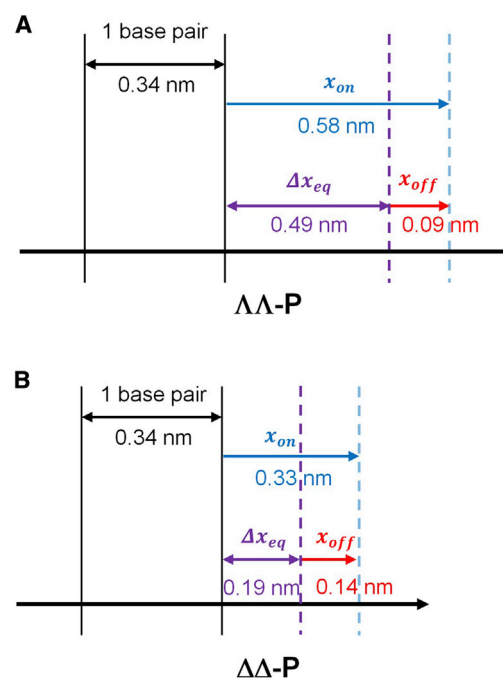 A
1 base pair
0.34 nm
x_on
0.58 nm
Δx_eq
x_off
0.49 nm
0.09 nm
ΛΛ-P
B
1 base pair
0.34 nm
x_on
0.33 nm
Δx_eq
x_off
0.19 nm
0.14 nm
ΔΔ-P